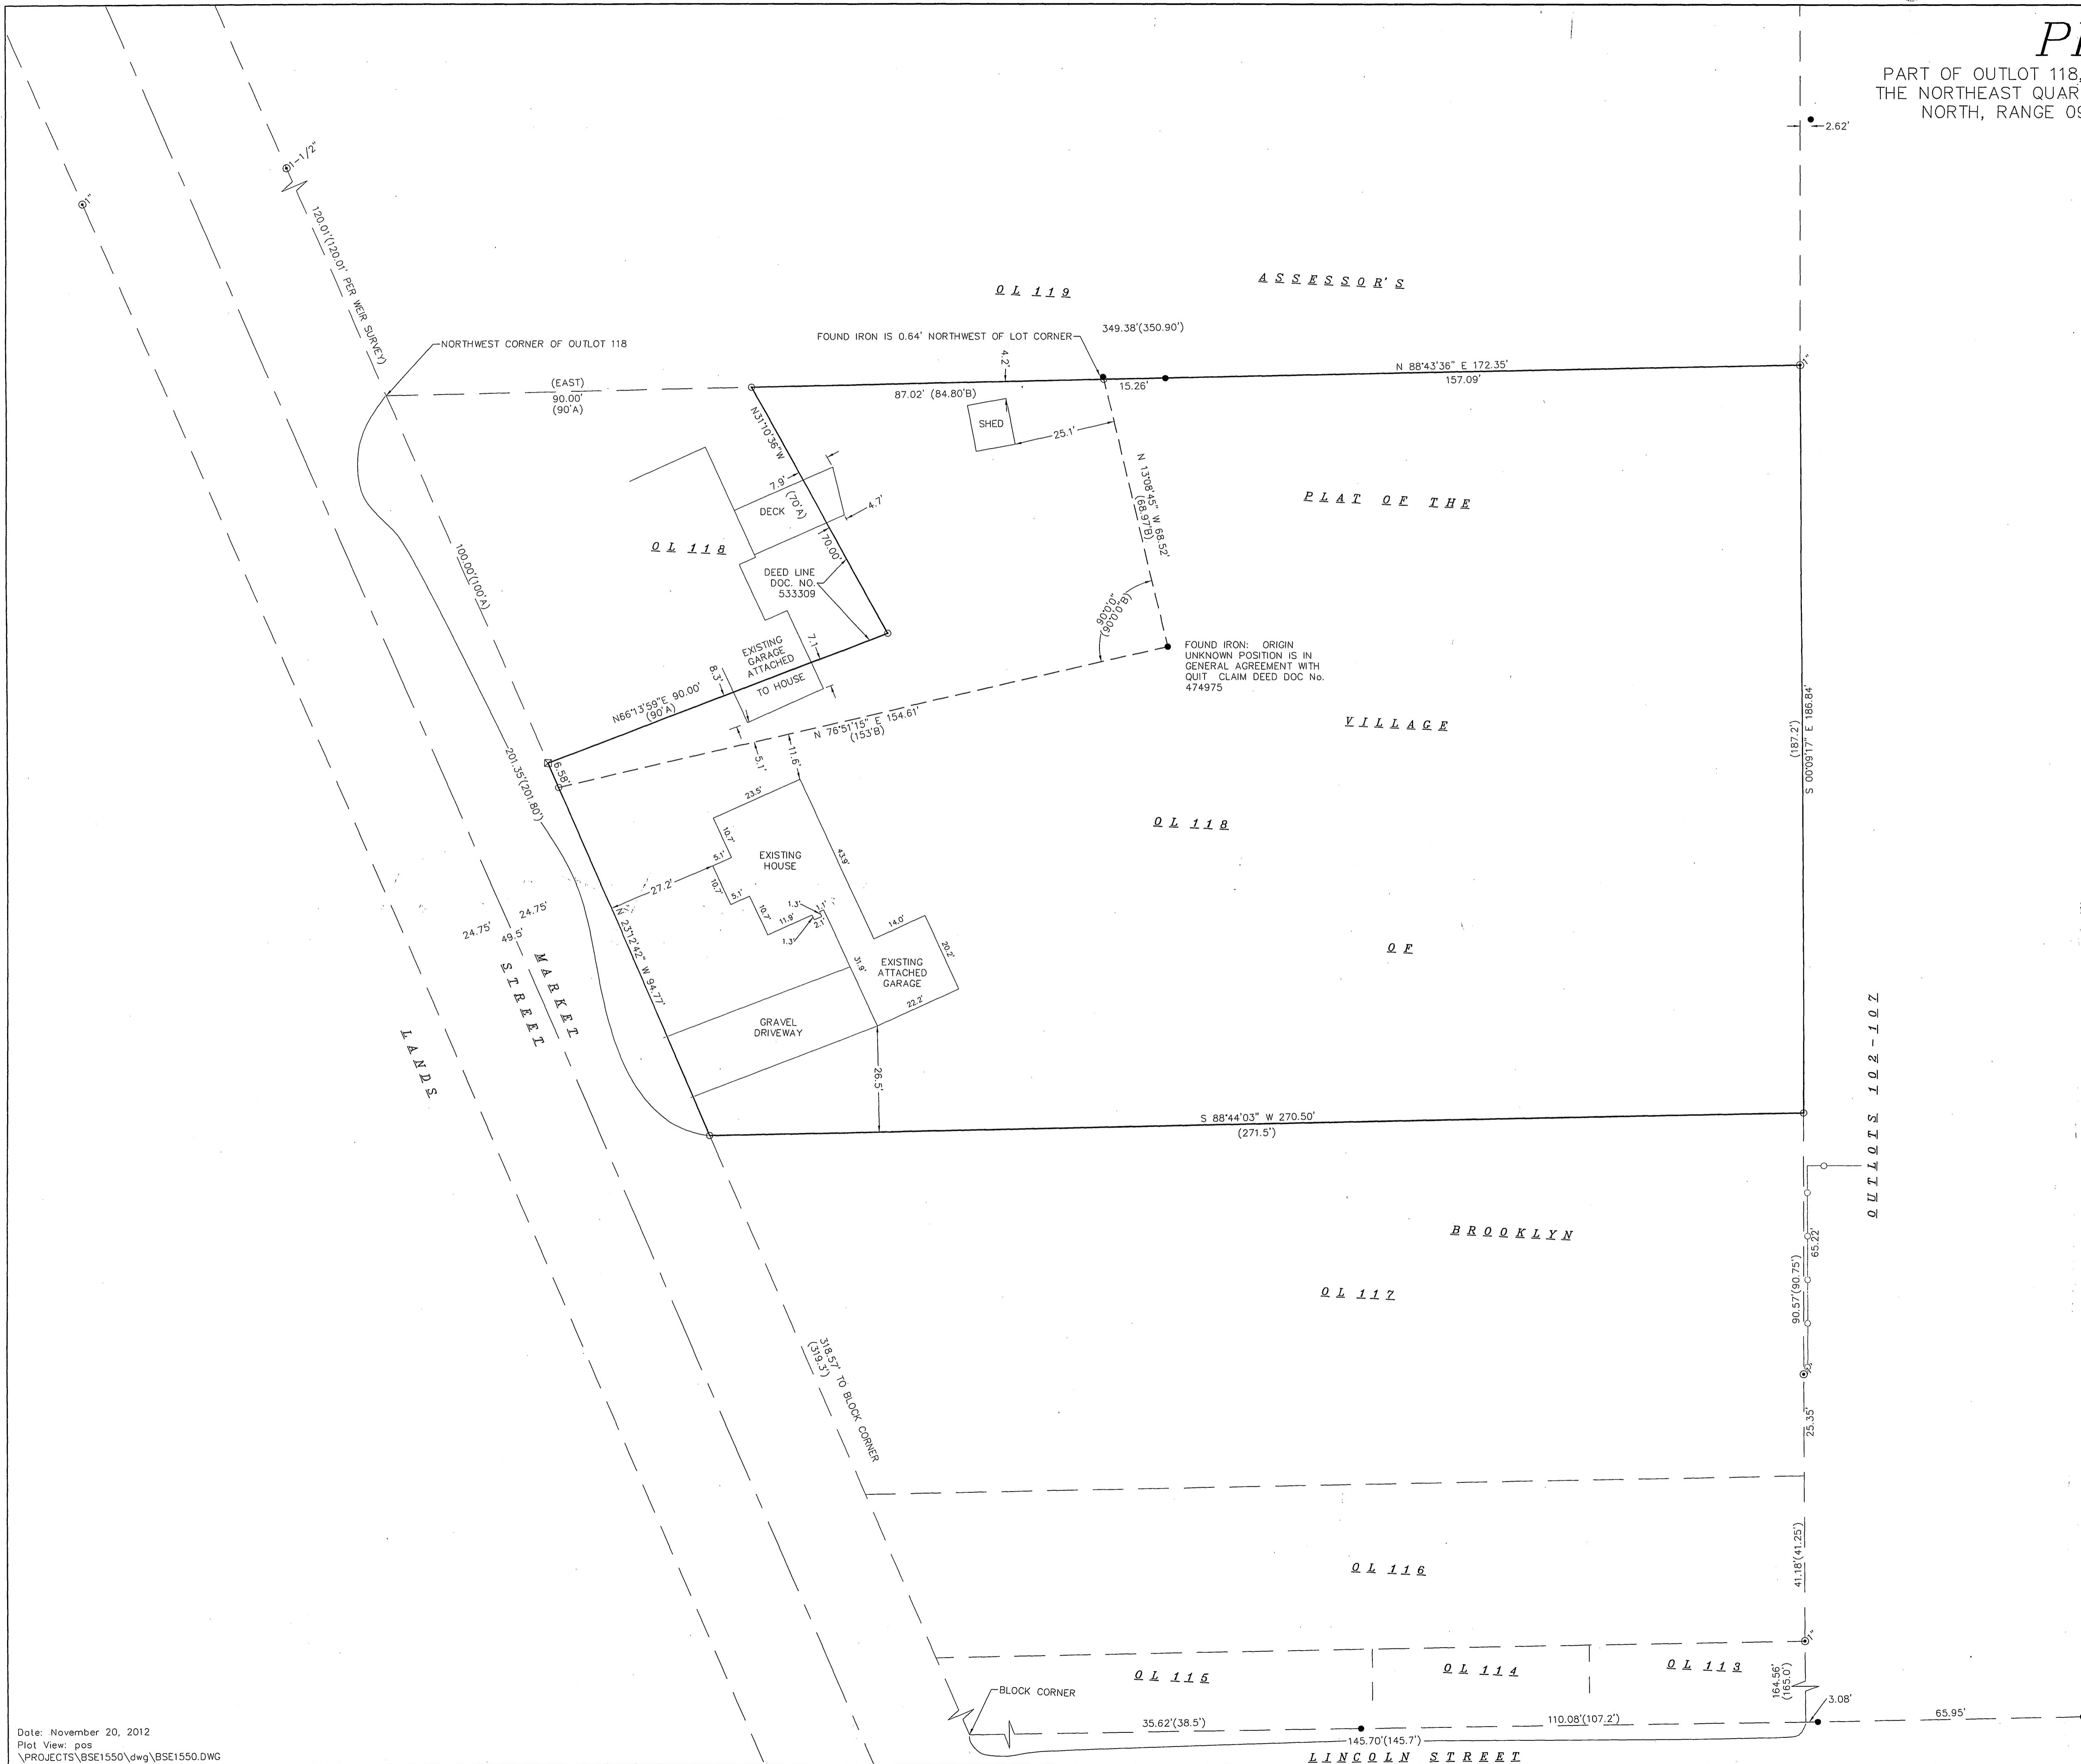 PL
PART OF OUTLOT 118,
THE NORTHEAST QUAR
NORTH, RANGE 09
2.62'
1-1/2"
1"
120.01'(120.01' PER WEIR SURVEY)
A S S E S S O R ' S
O L 1 1 9
349.38'(350.90')
FOUND IRON IS 0.64' NORTHWEST OF LOT CORNER
NORTHWEST CORNER OF OUTLOT 118
4.2'
N 88°43'36" E 172.35'
157.09'
1"
(EAST)
90.00'
(90'A)
87.02' (84.80'B)
15.26'
SHED
25.1'
N31°10'36"W
(70'A)
70.00'
7.9'
4.7'
DECK
N 13°08'45" W 68.52'
(68.97'B)
P L A T O F T H E
O L 1 1 8
100.00'(100'A)
DEED LINE
DOC. NO.
533309
90°0'0"
(90°0'0"B)
EXISTING
GARAGE
ATTACHED
TO HOUSE
7.1'
8.3'
FOUND IRON: ORIGIN
UNKNOWN POSITION IS IN
GENERAL AGREEMENT WITH
QUIT CLAIM DEED DOC No.
474975
N66°13'59"E 90.00'
(90'A)
N 76°51'15" E 154.61'
(153'B)
V I L L A G E
(187.2')
S 00°09'17" E 186.84'
6.58'
5.1'
11.6'
201.35'(201.80')
23.5'
10.7'
5.1'
EXISTING
HOUSE
43.9'
O L 1 1 8
27.2'
10.7'
5.1'
10.7'
11.9'
1.3'
1.1'
2.1'
1.3'
14.0'
20.2'
24.75'
24.75'
49.5'
N 23°12'42" W 94.77'
O F
M A R K E T
S T R E E T
31.9'
EXISTING
ATTACHED
GARAGE
22.2'
GRAVEL
DRIVEWAY
L A N D S
26.5'
O U T L O T S 1 0 2 - 1 0 7
S 88°44'03" W 270.50'
(271.5')
B R O O K L Y N
65.22'
90.57'(90.75')
O L 1 1 7
318.57' TO BLOCK CORNER
(319.3')
25.35'
41.18'(41.25')
O L 1 1 6
1"
O L 1 1 5
O L 1 1 4
O L 1 1 3
164.56'
(165.0')
BLOCK CORNER
3.08'
35.62'(38.5')
110.08'(107.2')
65.95'
145.70'(145.7')
L I N C O L N S T R E E T
Date: November 20, 2012
Plot View: pos
\PROJECTS\BSE1550\dwg\BSE1550.DWG